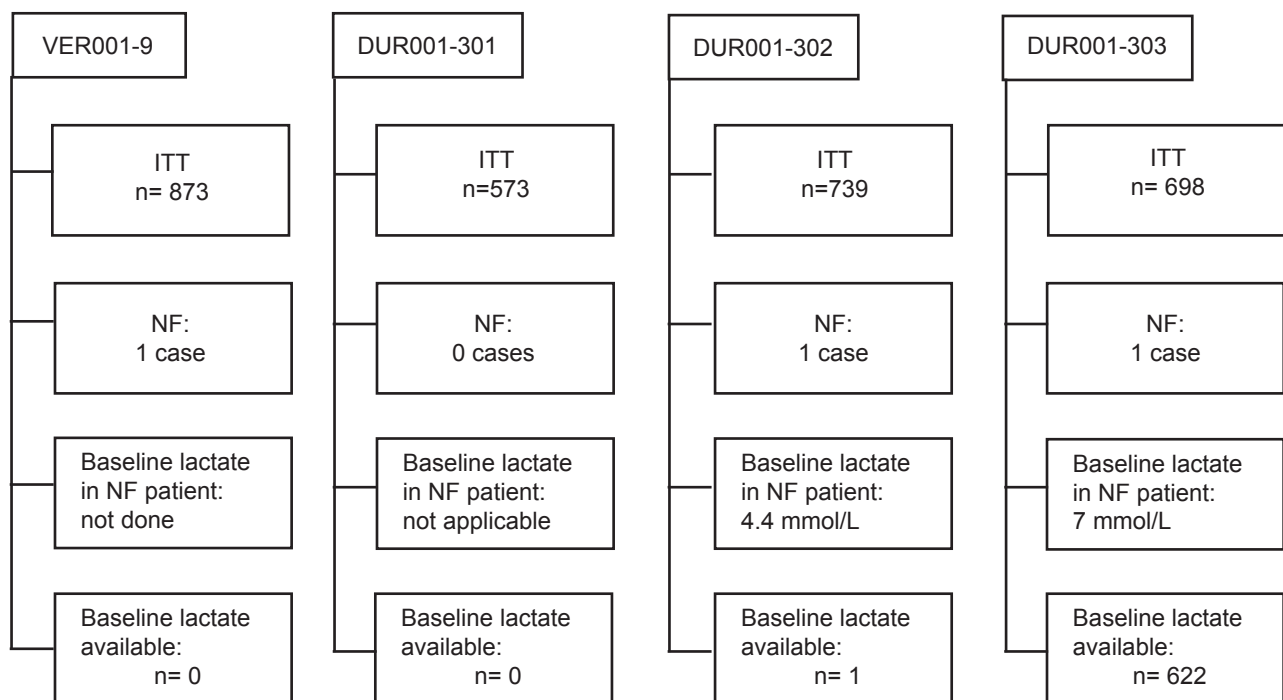 VER001-9
ITT
n= 873
NF:
1 case
Baseline lactate
in NF patient:
not done
Baseline lactate
available:
n= 0
DUR001-301
ITT
n=573
NF:
0 cases
Baseline lactate
in NF patient:
not applicable
Baseline lactate
available:
n= 0
DUR001-302
ITT
n=739
NF:
1 case
Baseline lactate
in NF patient:
4.4 mmol/L
Baseline lactate
available:
n= 1
DUR001-303
ITT
n= 698
NF:
1 case
Baseline lactate
in NF patient:
7 mmol/L
Baseline lactate
available:
n= 622